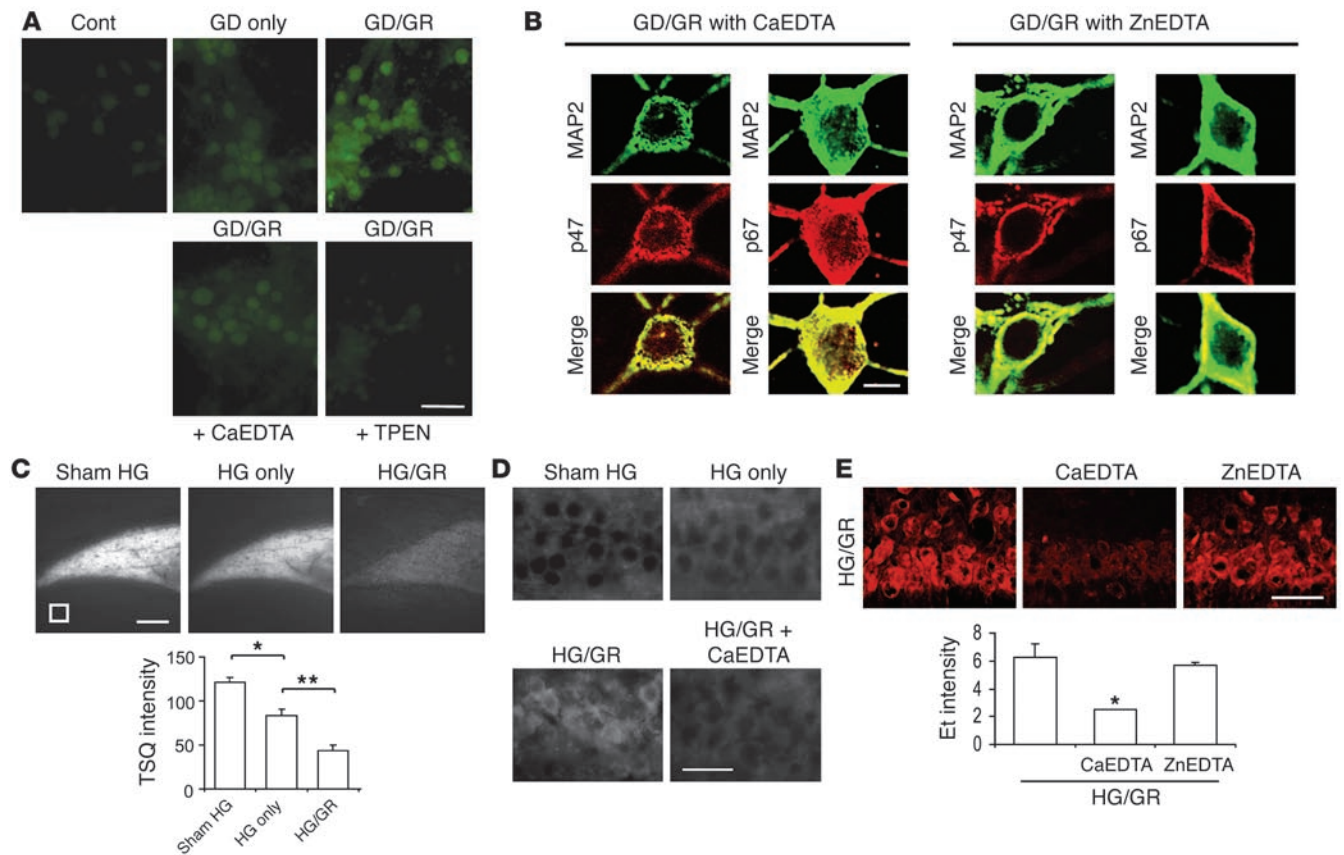 A
Cont
GD only
GD/GR
GD/GR
GD/GR
+ CaEDTA
+ TPEN
B
GD/GR with CaEDTA
GD/GR with ZnEDTA
MAP2
MAP2
MAP2
MAP2
p47
p67
p47
p67
Merge
Merge
Merge
Merge
C
Sham HG
HG only
HG/GR
TSQ intensity
150
100
50
0
*
**
Sham HG
HG only
HG/GR
D
Sham HG
HG only
HG/GR
HG/GR +
CaEDTA
E
CaEDTA
ZnEDTA
HG/GR
Et intensity
8
6
4
2
0
*
CaEDTA
ZnEDTA
HG/GR